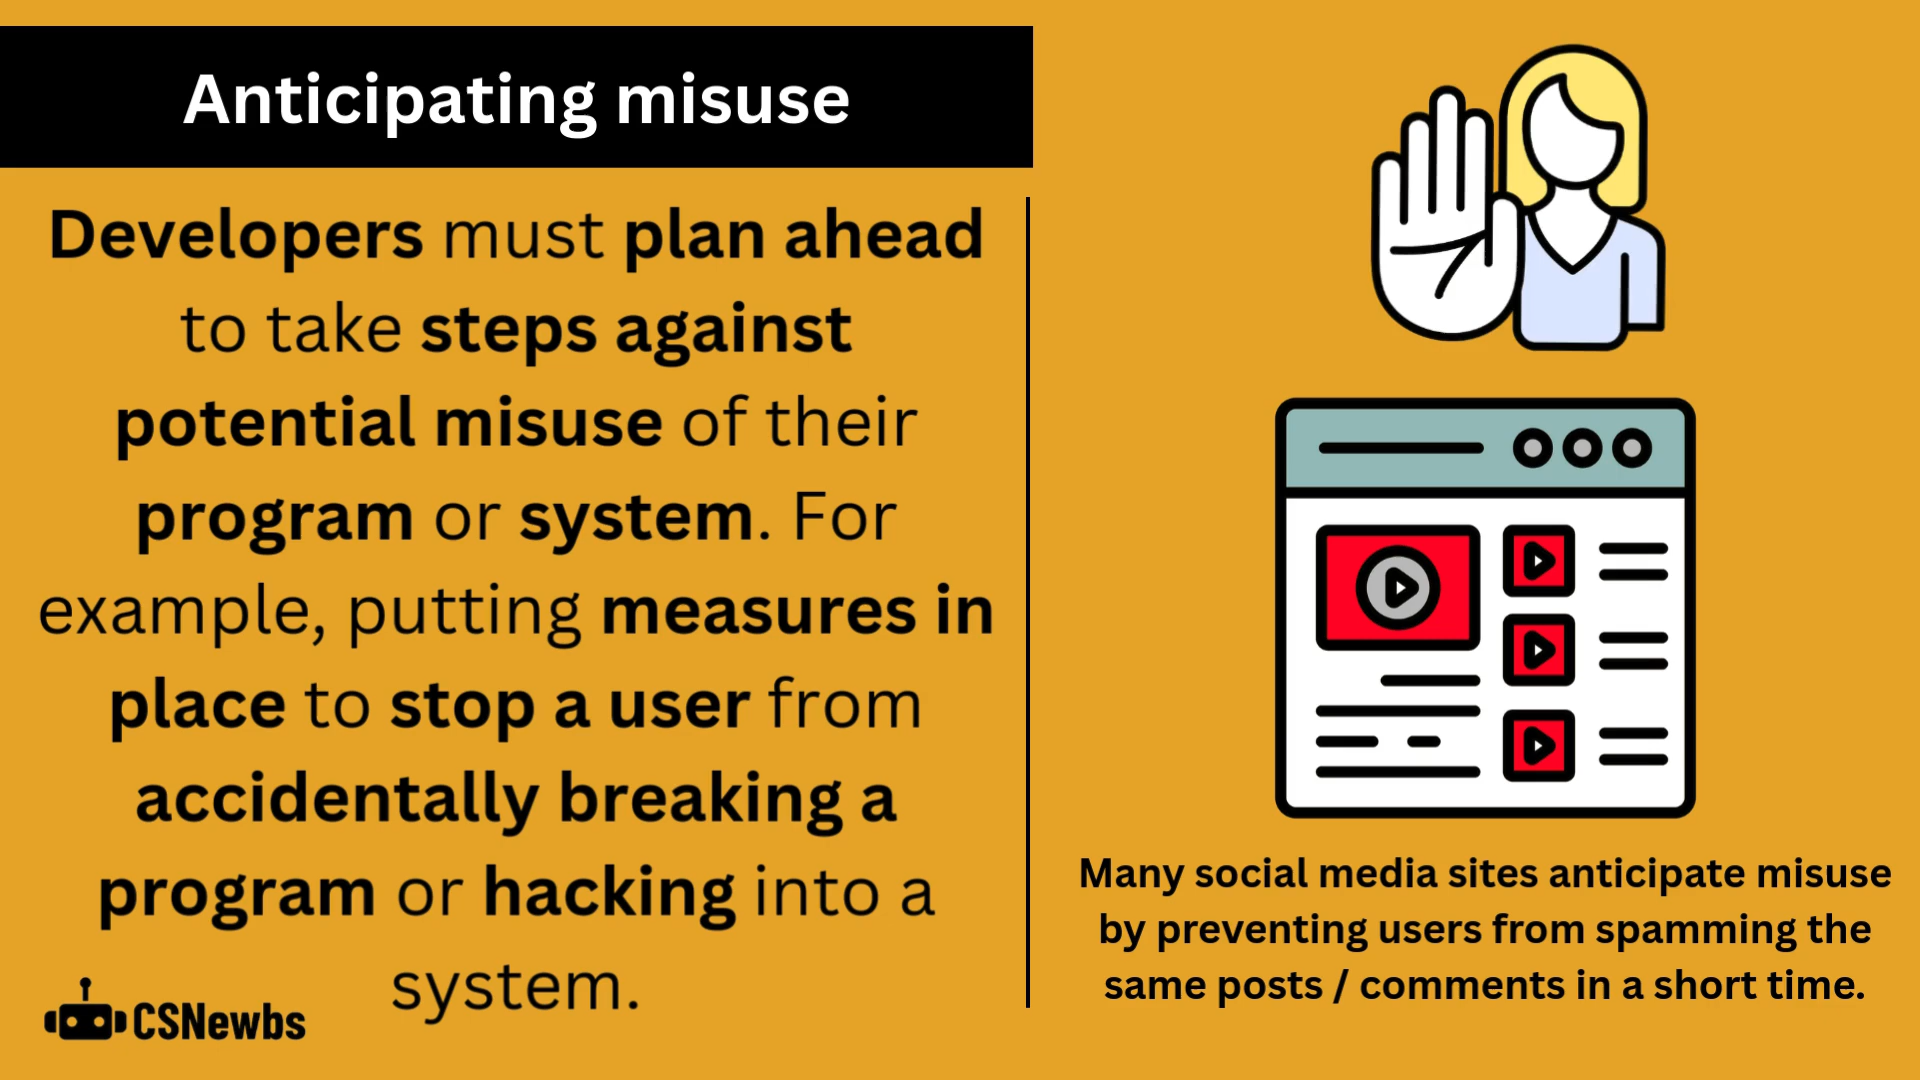 Anticipating misuse
Developers must plan ahead
to take steps against
potential misuse of their
program or system. For
example, putting measures in
place to stop a user from
accidentally breaking a
program or hacking into a
system.
CSNewbs
Many social media sites anticipate misuse
by preventing users from spamming the
same posts / comments in a short time.